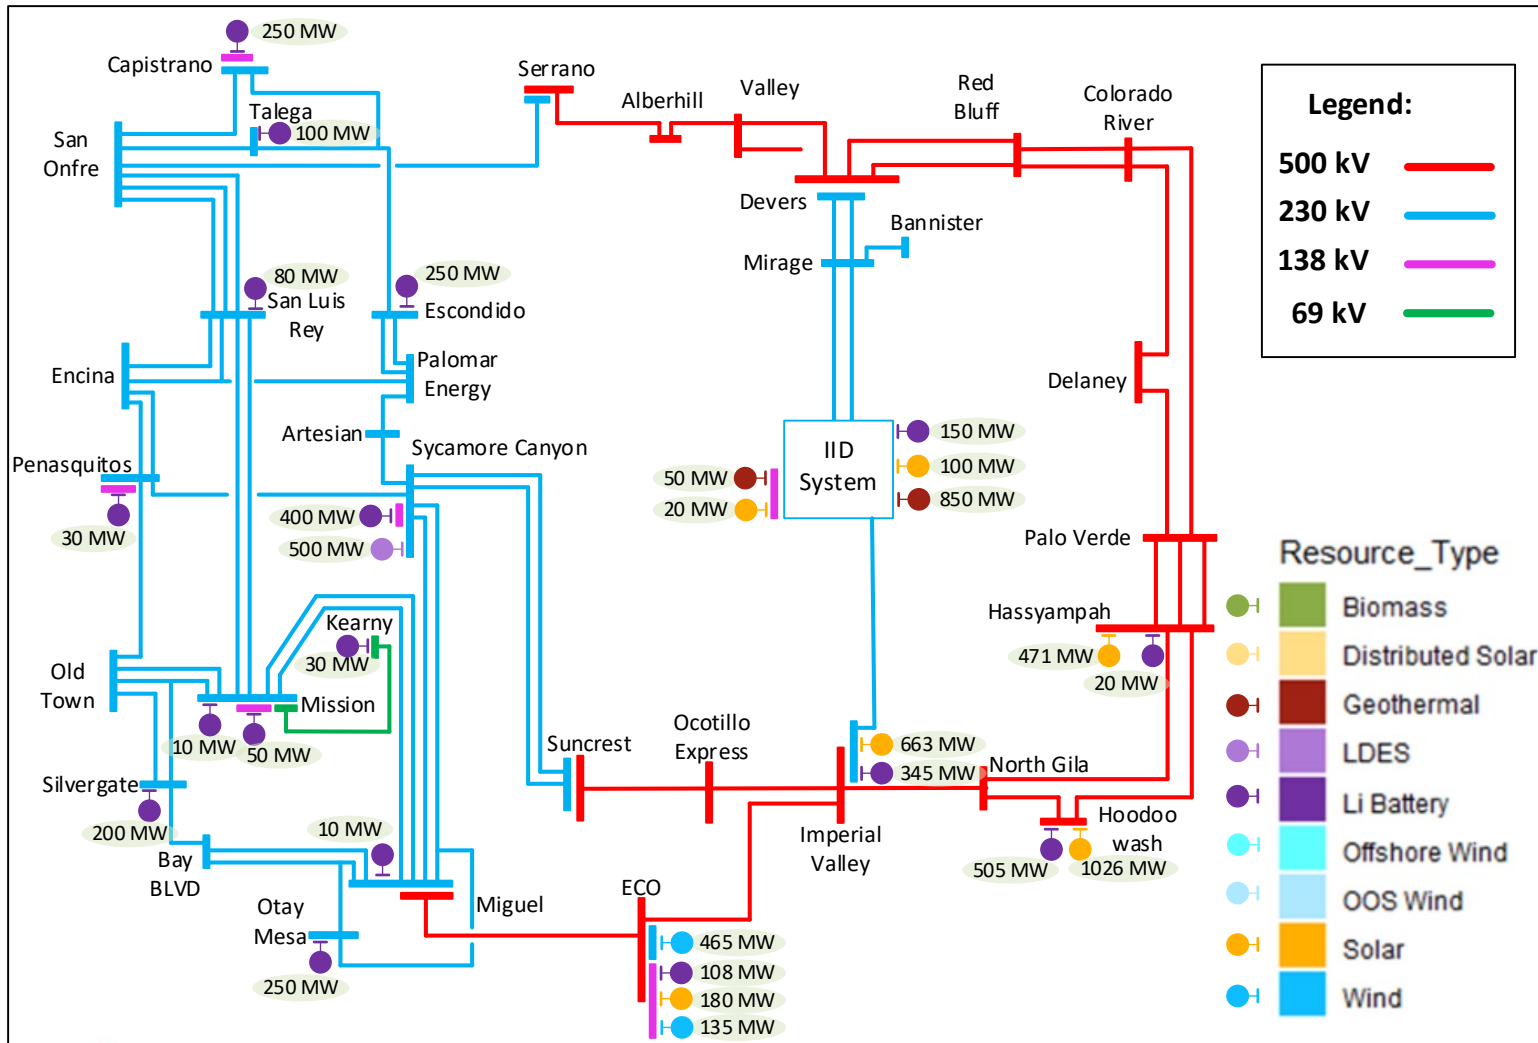 250 MW
Capistrano
Talega
100 MW
San
Onfre
Serrano
Alberhill
Valley
Red
Bluff
Colorado
River
Legend:
500 kV
230 kV
138 kV
69 kV
Devers
Bannister
Mirage
80 MW
San Luis
Rey
250 MW
Escondido
Encina
Palomar
Energy
Delaney
Artesian
Sycamore Canyon
Penasquitos
30 MW
400 MW
500 MW
IID
System
50 MW
20 MW
150 MW
100 MW
850 MW
Palo Verde
Hassyampah
471 MW
20 MW
Kearny
30 MW
Old
Town
Mission
10 MW
50 MW
Silvergate
200 MW
Suncrest
Ocotillo
Express
663 MW
345 MW
North Gila
Imperial
Valley
Hoodoo
wash
505 MW
1026 MW
Bay
BLVD
10 MW
Miguel
Otay
Mesa
250 MW
ECO
465 MW
108 MW
180 MW
135 MW
Resource_Type
Biomass
Distributed Solar
Geothermal
LDES
Li Battery
Offshore Wind
OOS Wind
Solar
Wind